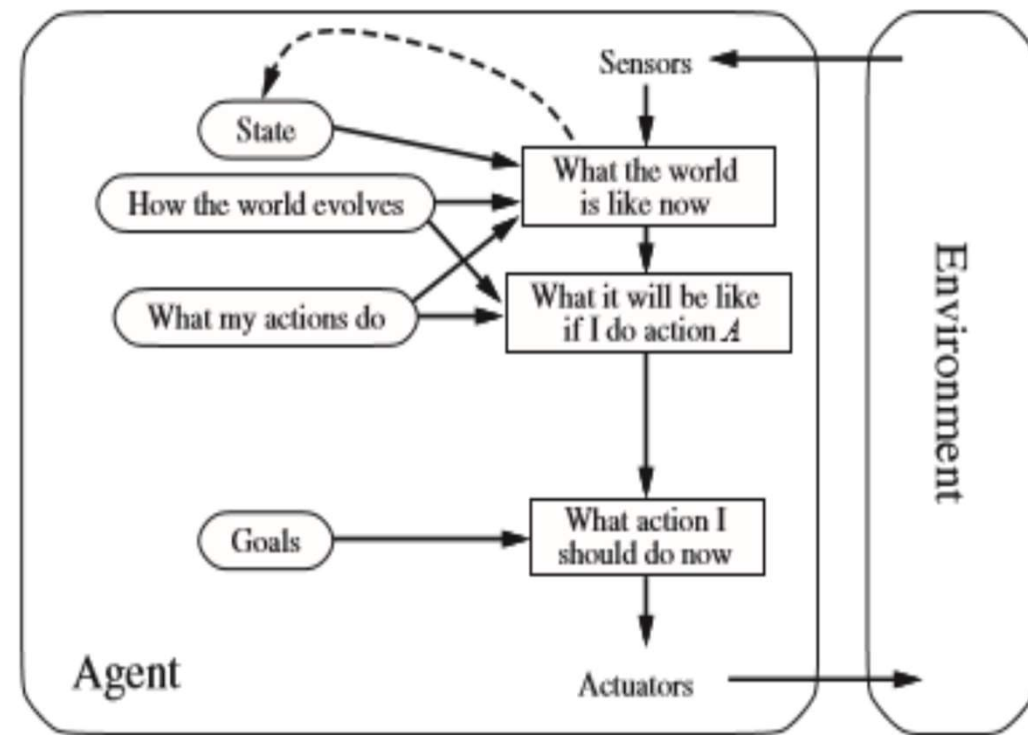 Sensors
State
What the world
is like now
How the world evolves
What it will be like
if I do action A
What my actions do
Environment
Goals
What action I
should do now
Agent
Actuators